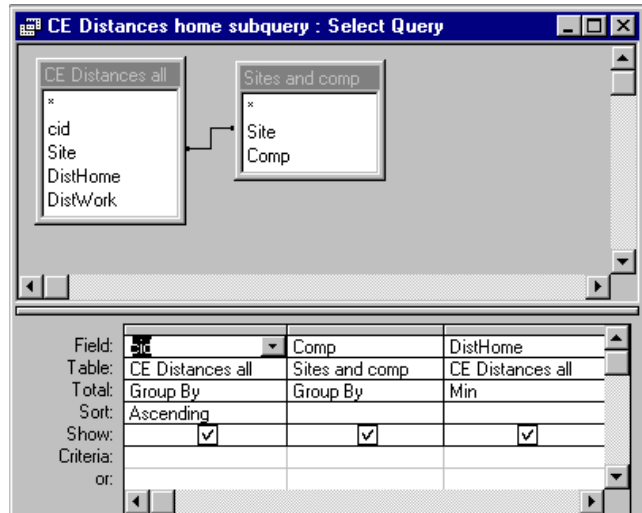 CE Distances home subquery : Select Query
CE Distances all
*
cid
Site
DistHome
DistWork
Sites and comp
*
Site
Comp
Field: cid Comp DistHome
Table: CE Distances all Sites and comp CE Distances all
Total: Group By Group By Min
Sort: Ascending
Show:
Criteria:
or: